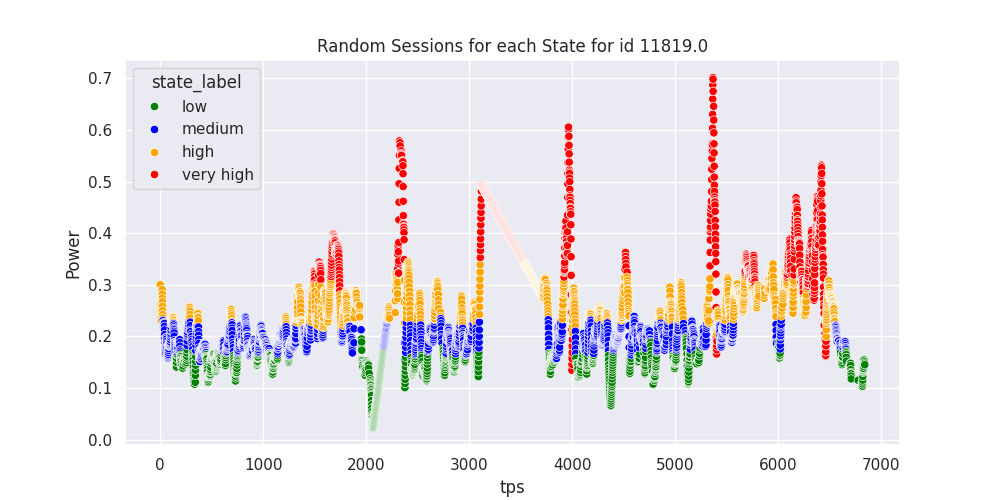 Random Sessions for each State for id 11819.0
state_label
low
medium
high
very high
Power
0.7
0.6
0.5
0.4
0.3
0.2
0.1
0.0
0 1000 2000 3000 4000 5000 6000 7000
tps